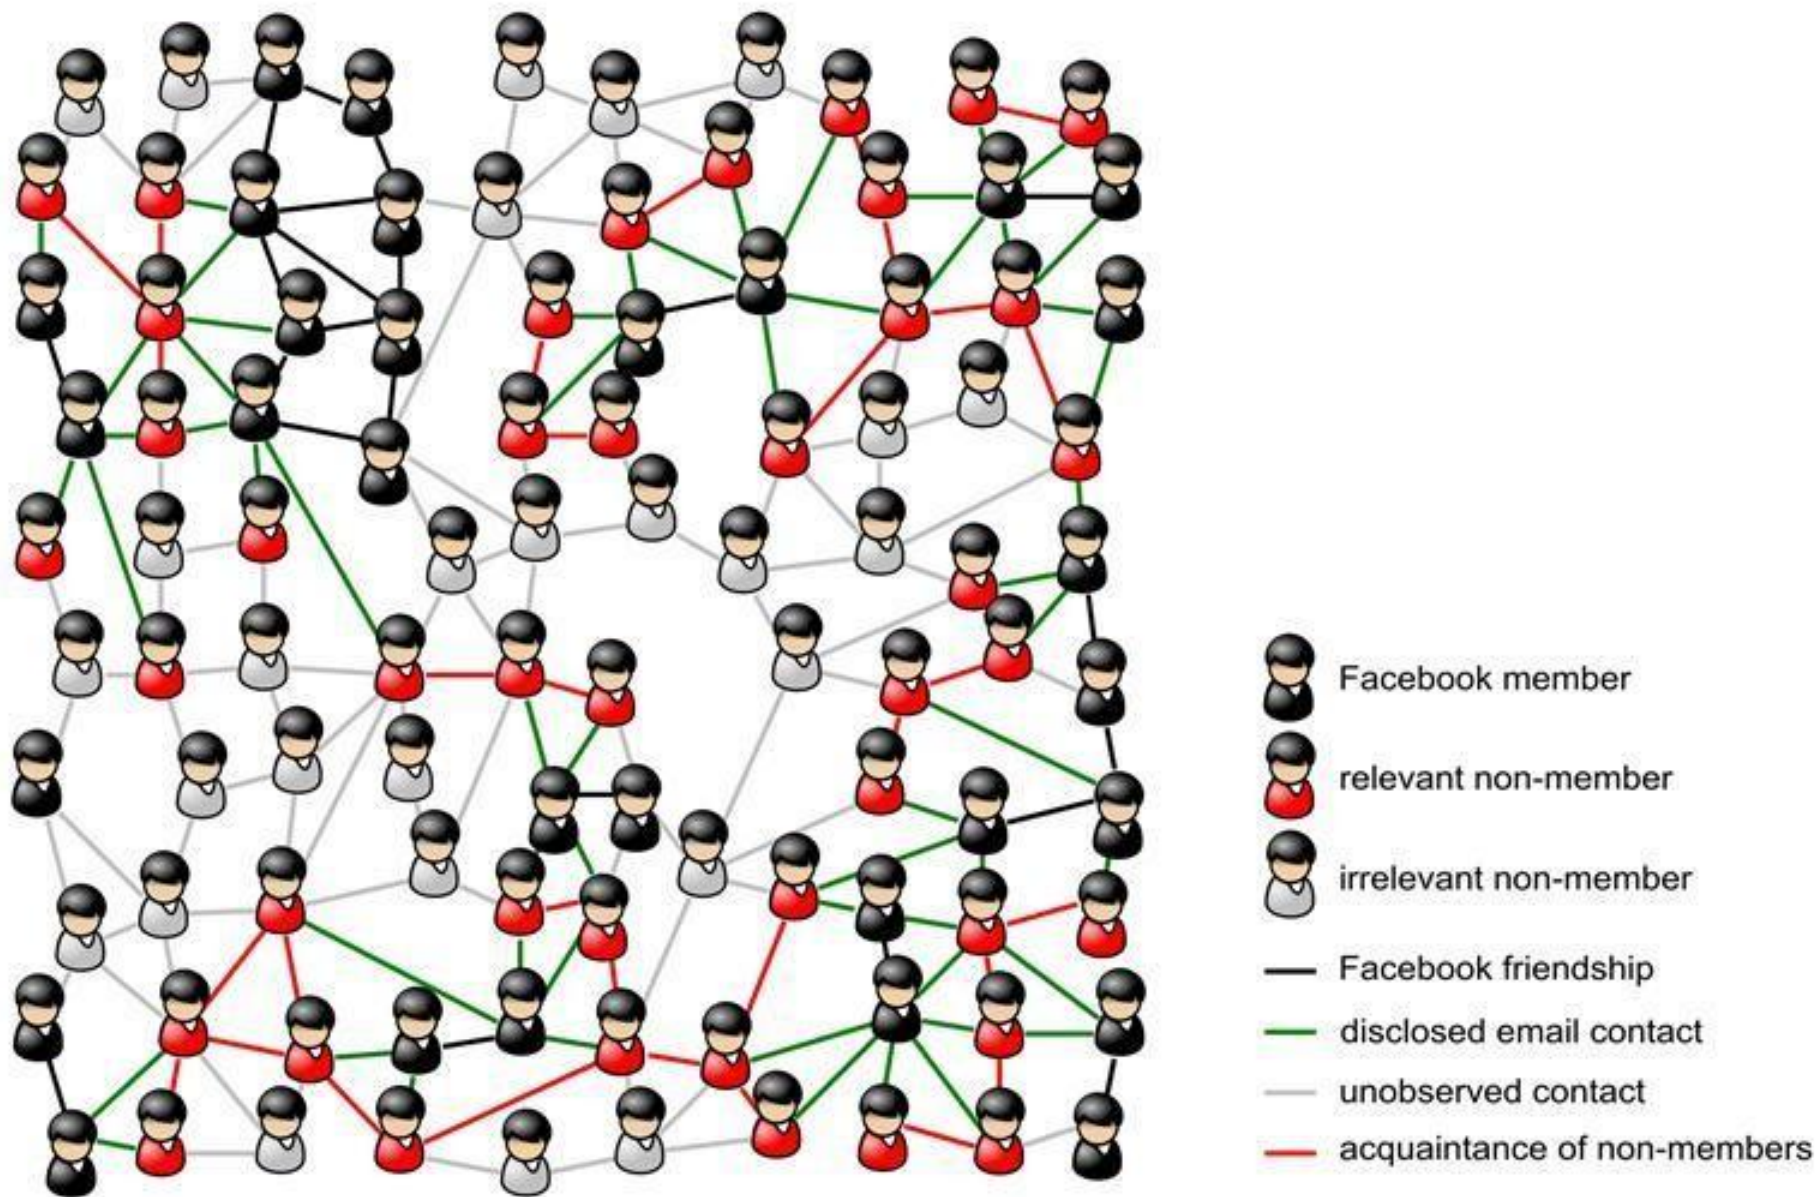 Facebook member
relevant non-member
irrelevant non-member
Facebook friendship
disclosed email contact
unobserved contact
acquaintance of non-members